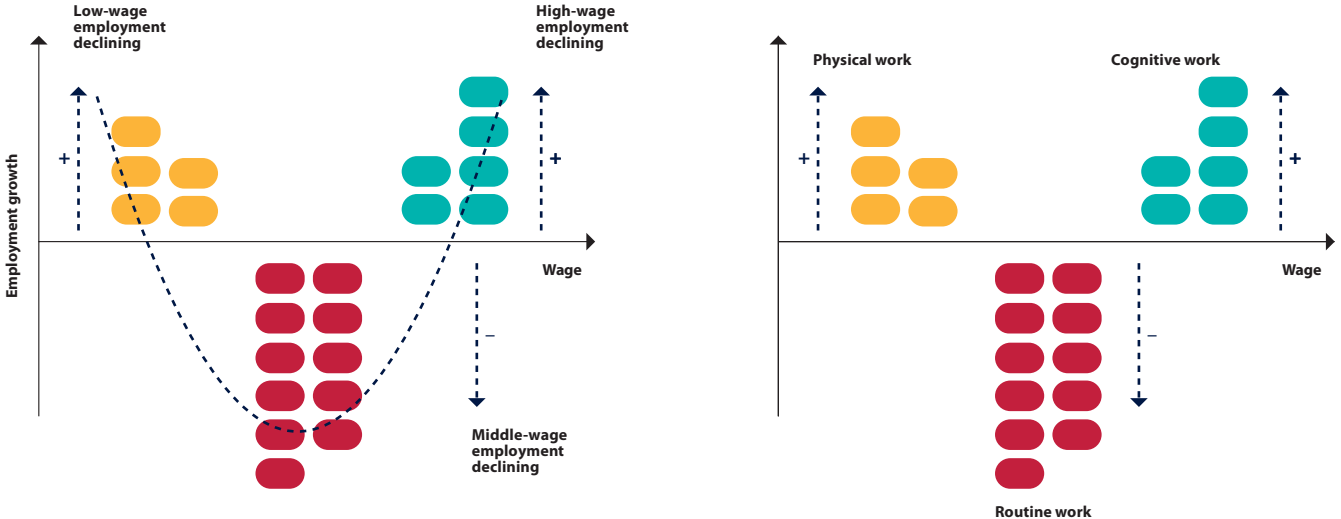 Low-wage
employment
declining
High-wage
employment
declining
+
+
Employment growth
Wage
–
Middle-wage
employment
declining
Physical work
Cognitive work
+
+
Wage
–
Routine work